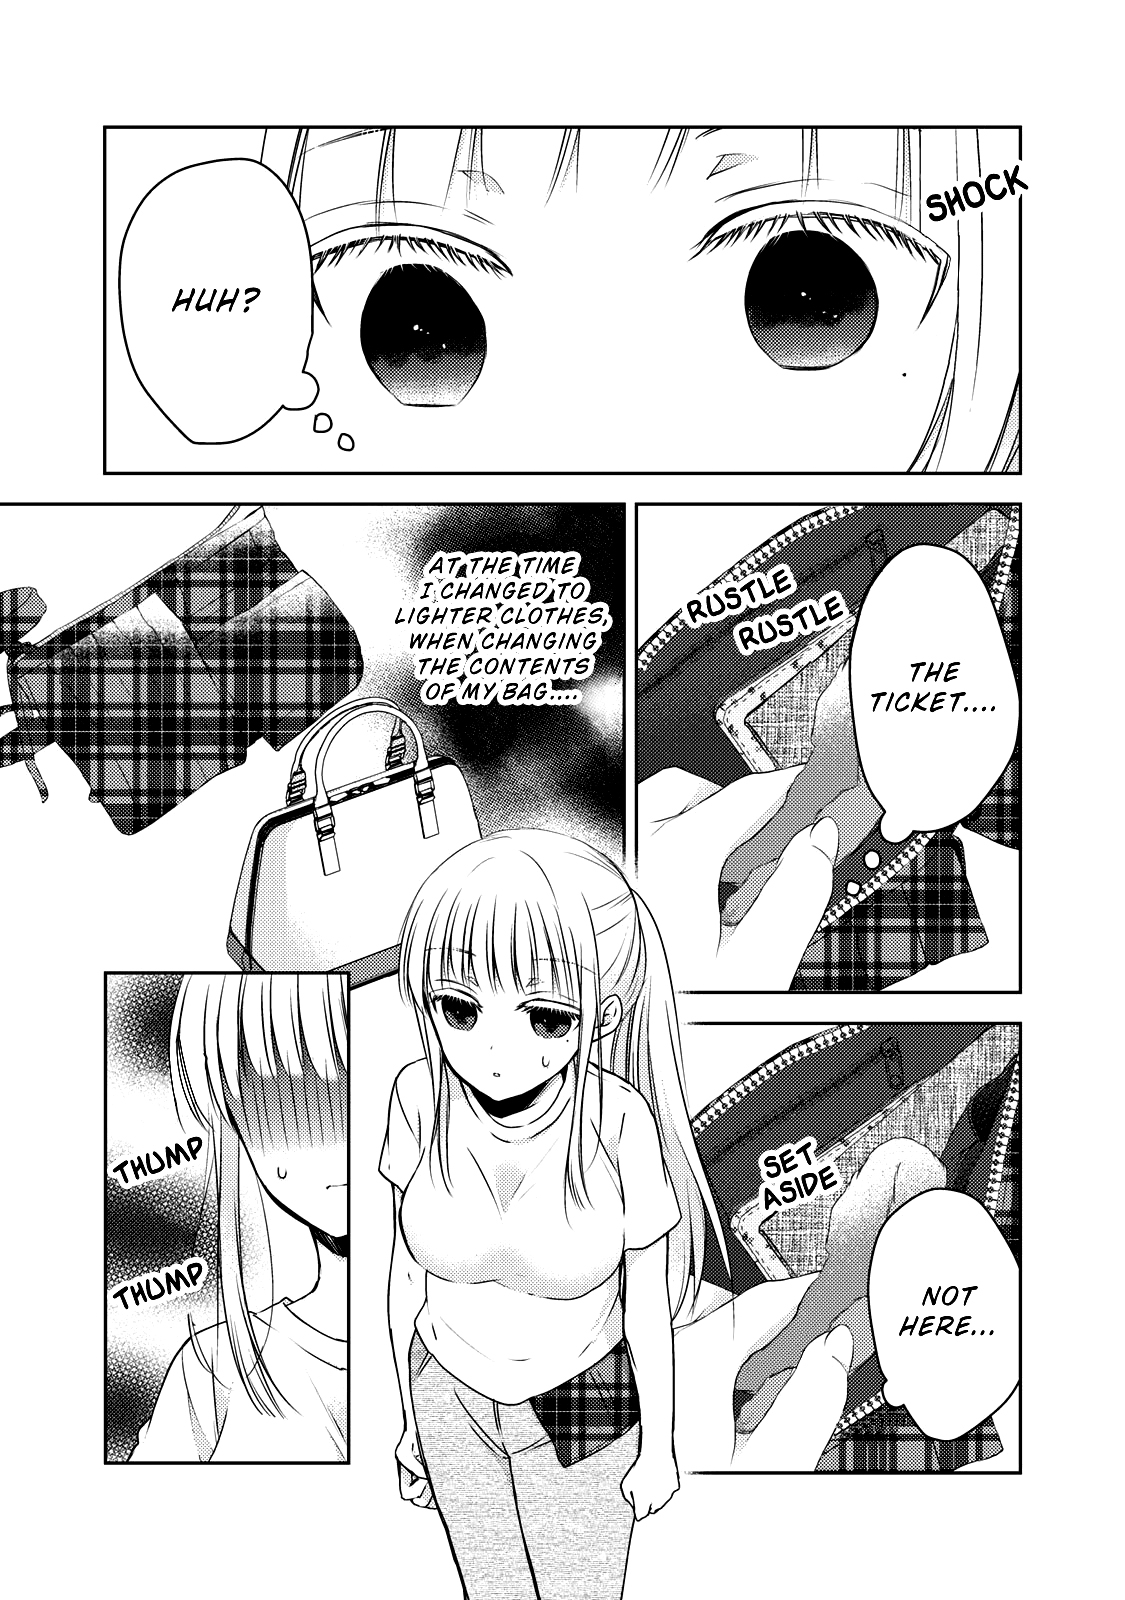 SHOCK
HUH?
RUSTLE
RUSTLE
THE
TICKET....
SET
ASIDE
NOT
HERE...
AT THE TIME
I CHANGED TO
LIGHTER CLOTHES,
WHEN CHANGING
THE CONTENTS
OF MY BAG....
THUMP
THUMP